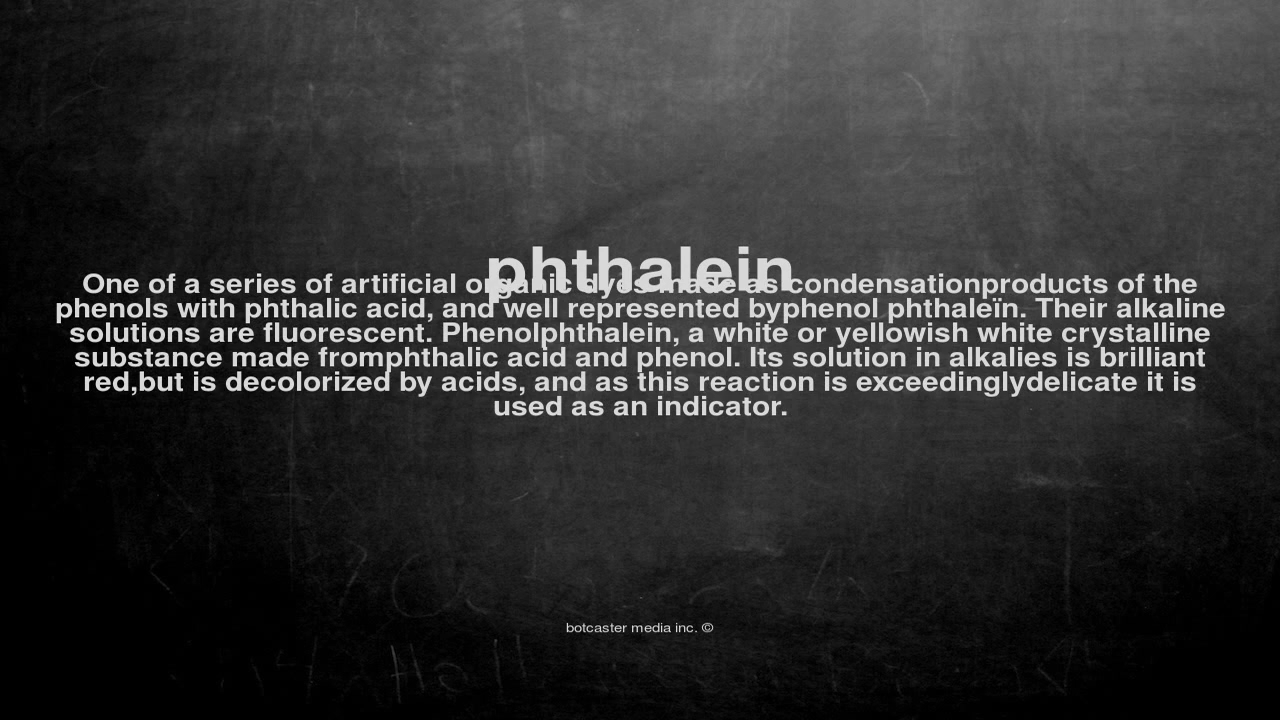 phthalein
One of a series of artificial organic dyes made as condensationproducts of the
phenols with phthalic acid, and well represented byphenol phthaleïn. Their alkaline
solutions are fluorescent. Phenolphthalein, a white or yellowish white crystalline
substance made fromphthalic acid and phenol. Its solution in alkalies is brilliant
red,but is decolorized by acids, and as this reaction is exceedinglydelicate it is
used as an indicator.
botcaster media inc. ©